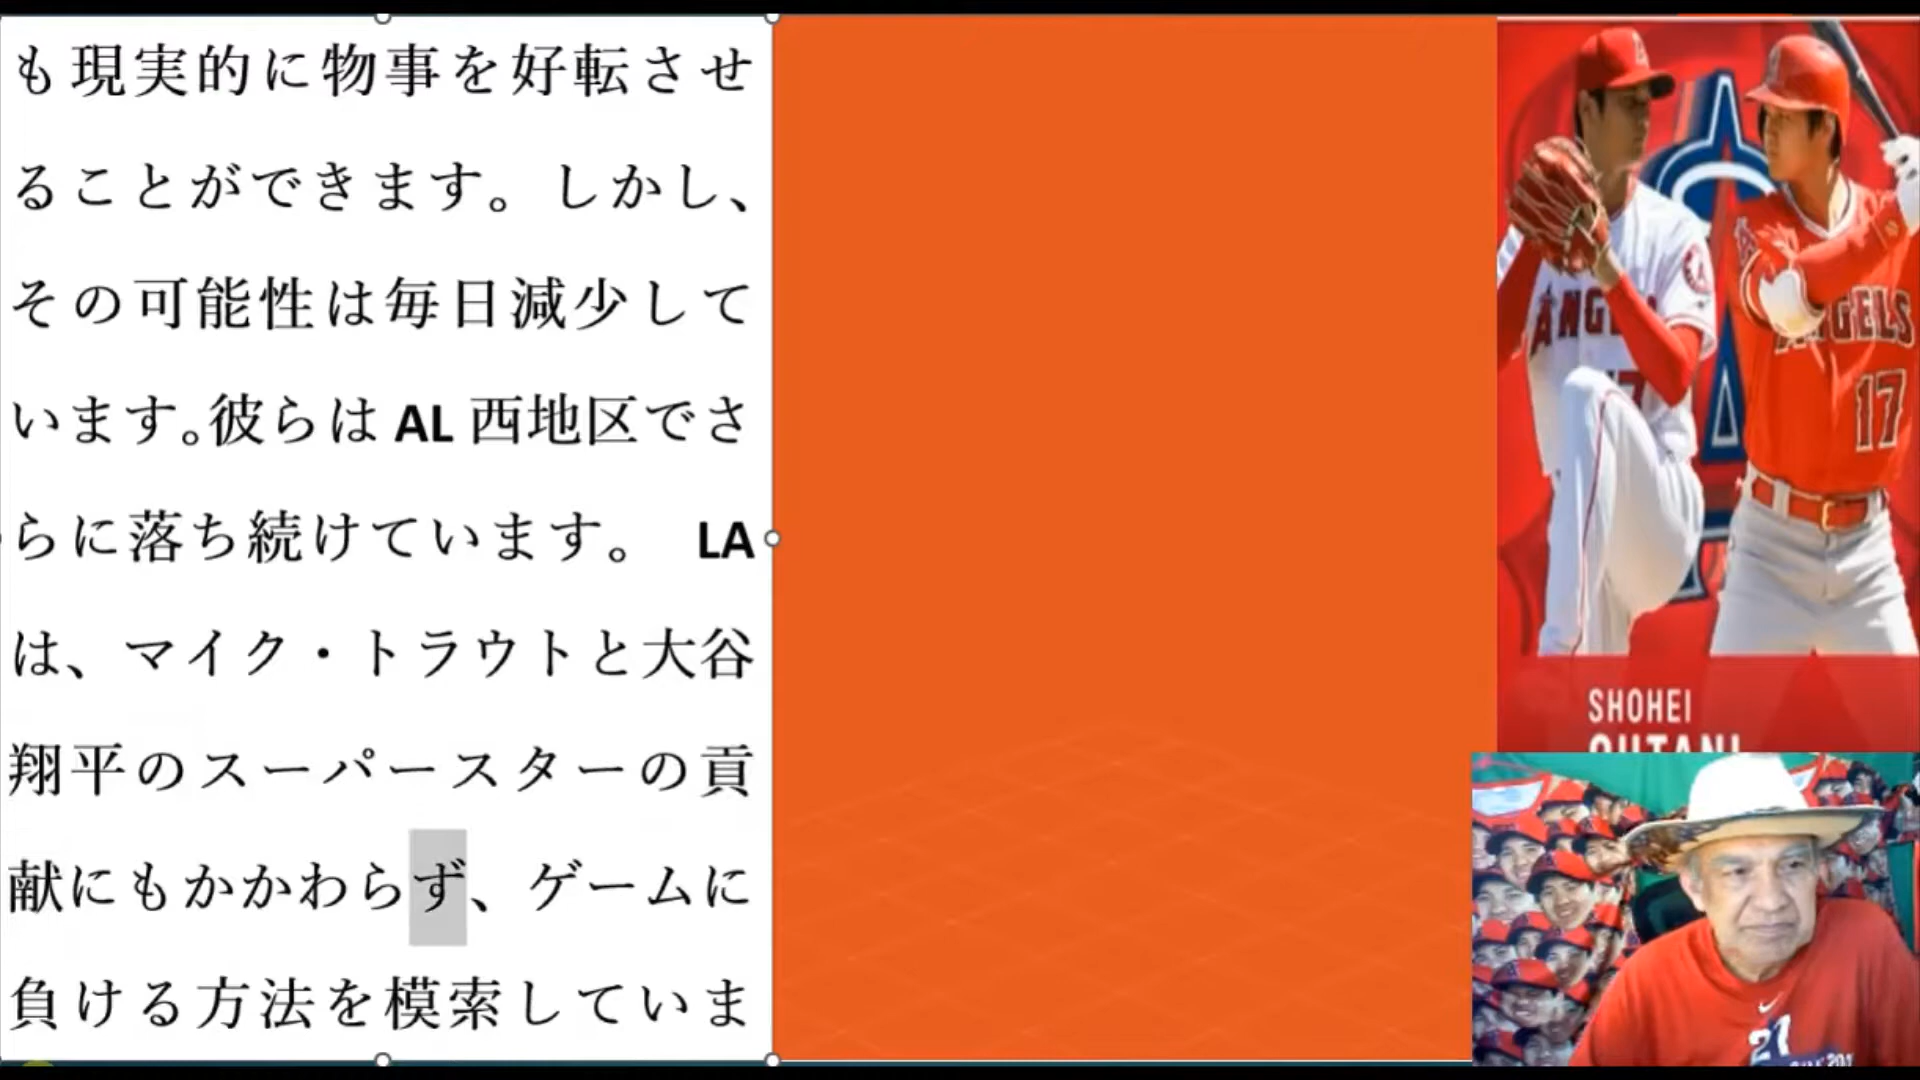 も現実的に物事を好転させ
ることができます。しかし、
その可能性は毎日減少して
います。彼らは AL 西地区でさ
らに落ち続けています。 LA
は、マイク・トラウトと大谷
翔平のスーパースターの貢
献にもかかわらず、ゲームに
負ける方法を模索していま
ANGELS
17
SHOHEI
OHTANI
21